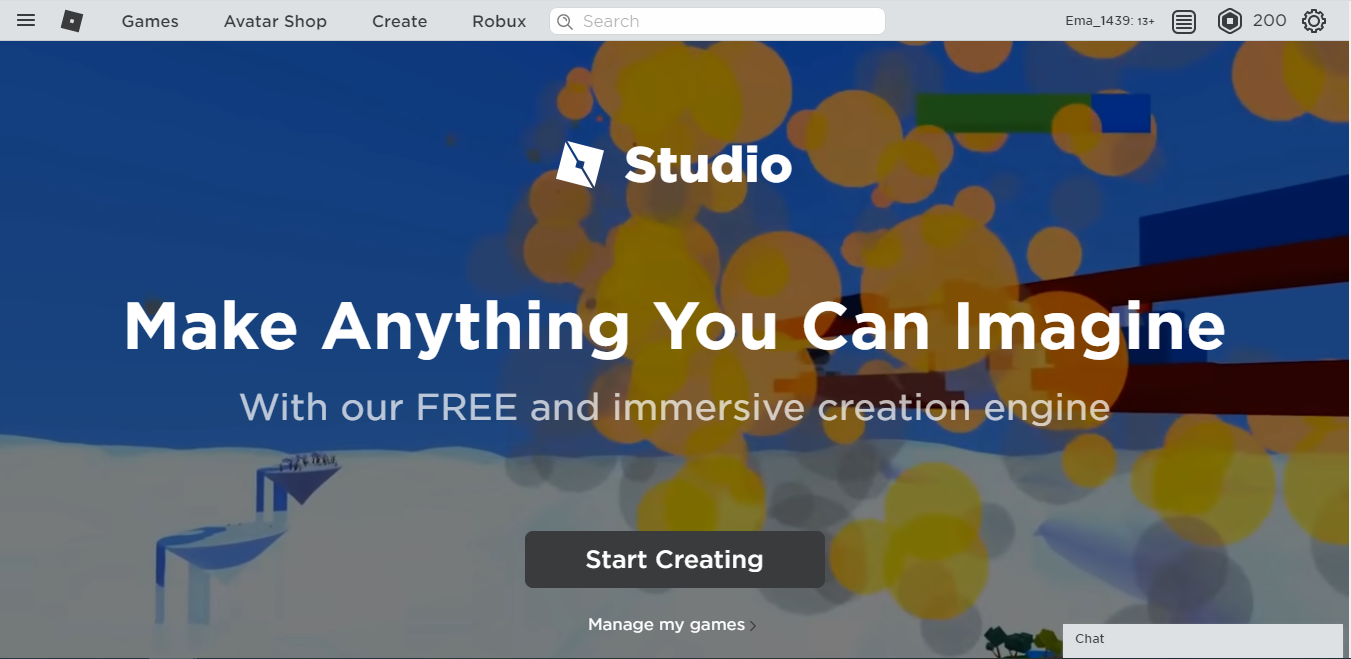 Games Avatar Shop Create Robux Search Ema_1439: 13+ 200
Studio
Make Anything You Can Imagine
With our FREE and immersive creation engine
Start Creating
Manage my games
Chat